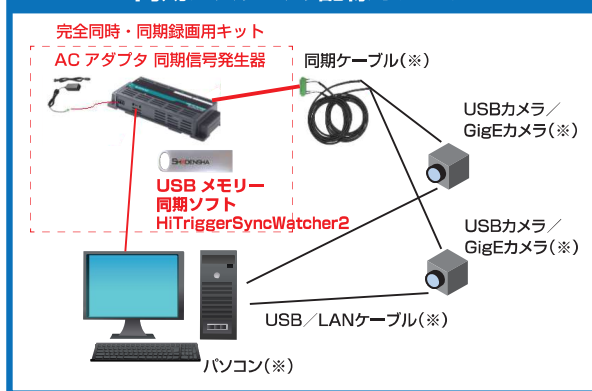 完全同時・同期録画用キット
AC アダプタ 同期信号発生器
同期ケーブル(※)
USBカメラ/
GigEカメラ(※)
SHODENSHA
USB メモリー
同期ソフト
HiTriggerSyncWatcher2
USBカメラ/
GigEカメラ(※)
USB/LANケーブル(※)
パソコン(※)